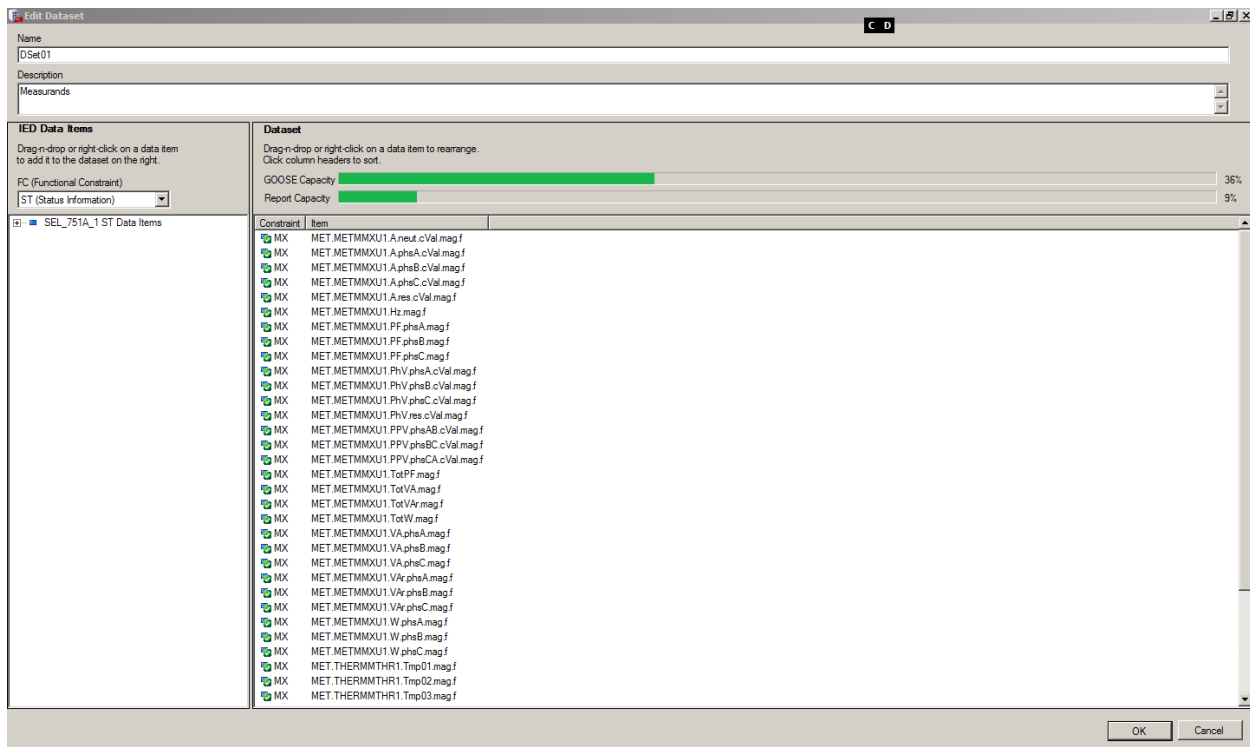 Edit Dataset
C D
Name
DSet01
Description
Measurands
IED Data Items
Drag-n-drop or right-click on a data item
to add it to the dataset on the right.
FC (Functional Constraint)
ST (Status Information)
SEL_751A_1 ST Data Items
Dataset
Drag-n-drop or right-click on a data item to rearrange.
Click column headers to sort.
GOOSE Capacity 36%
Report Capacity 9%
Constraint Item
MX MET.METMMXU1.A.neut.cVal.mag.f
MX MET.METMMXU1.A.phsA.cVal.mag.f
MX MET.METMMXU1.A.phsB.cVal.mag.f
MX MET.METMMXU1.A.phsC.cVal.mag.f
MX MET.METMMXU1.A.res.cVal.mag.f
MX MET.METMMXU1.Hz.mag.f
MX MET.METMMXU1.PF.phsA.mag.f
MX MET.METMMXU1.PF.phsB.mag.f
MX MET.METMMXU1.PF.phsC.mag.f
MX MET.METMMXU1.PhV.phsA.cVal.mag.f
MX MET.METMMXU1.PhV.phsB.cVal.mag.f
MX MET.METMMXU1.PhV.phsC.cVal.mag.f
MX MET.METMMXU1.PhV.res.cVal.mag.f
MX MET.METMMXU1.PPV.phsAB.cVal.mag.f
MX MET.METMMXU1.PPV.phsBC.cVal.mag.f
MX MET.METMMXU1.PPV.phsCA.cVal.mag.f
MX MET.METMMXU1.TotPF.mag.f
MX MET.METMMXU1.TotVA.mag.f
MX MET.METMMXU1.TotVAr.mag.f
MX MET.METMMXU1.TotW.mag.f
MX MET.METMMXU1.VA.phsA.mag.f
MX MET.METMMXU1.VA.phsB.mag.f
MX MET.METMMXU1.VA.phsC.mag.f
MX MET.METMMXU1.VAr.phsA.mag.f
MX MET.METMMXU1.VAr.phsB.mag.f
MX MET.METMMXU1.VAr.phsC.mag.f
MX MET.METMMXU1.W.phsA.mag.f
MX MET.METMMXU1.W.phsB.mag.f
MX MET.METMMXU1.W.phsC.mag.f
MX MET.THERMMTHR1.Tmp01.mag.f
MX MET.THERMMTHR1.Tmp02.mag.f
MX MET.THERMMTHR1.Tmp03.mag.f
OK Cancel